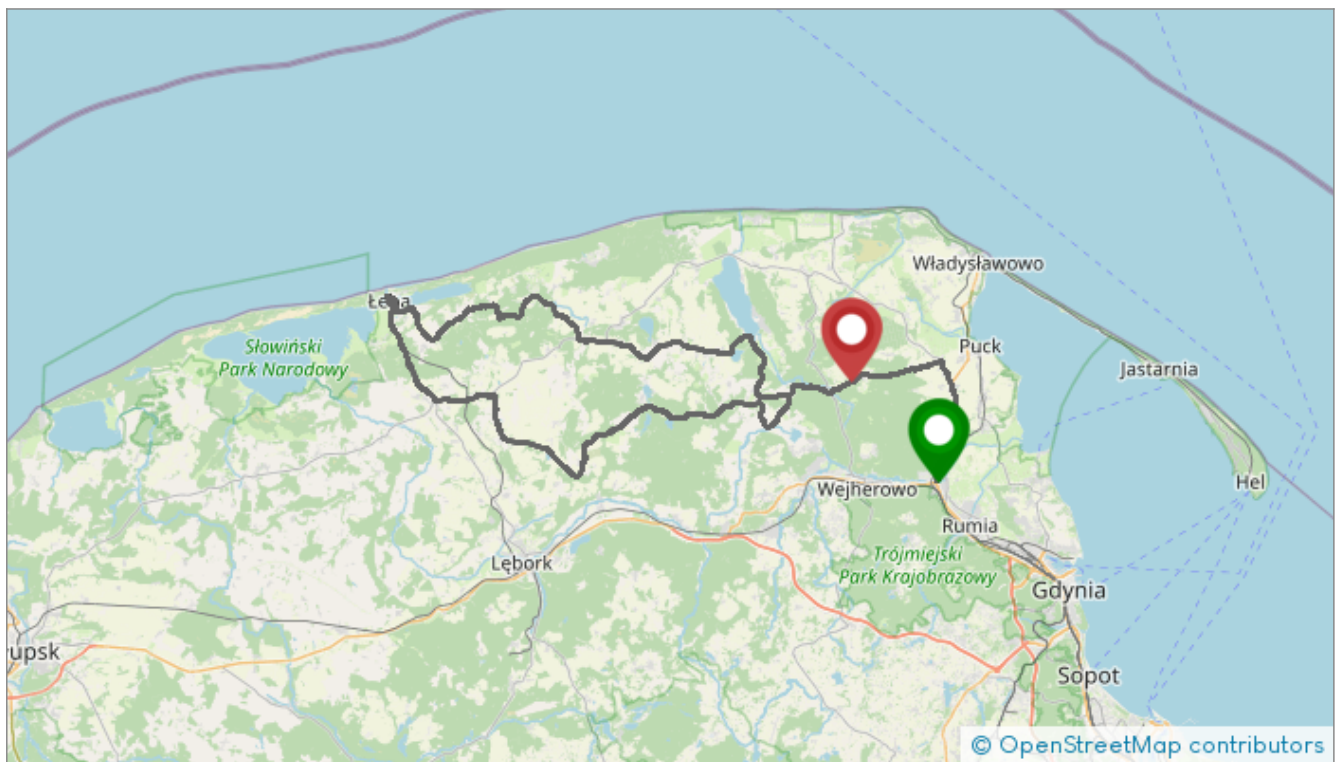 Władysławowo
Łeba
Słowiński
Park Narodowy
Puck
Jastarnia
Wejherowo
Hel
Rumia
Lębork
Trójmiejski
Park Krajobrazowy
Gdynia
upsk
Sopot
© OpenStreetMap contributors